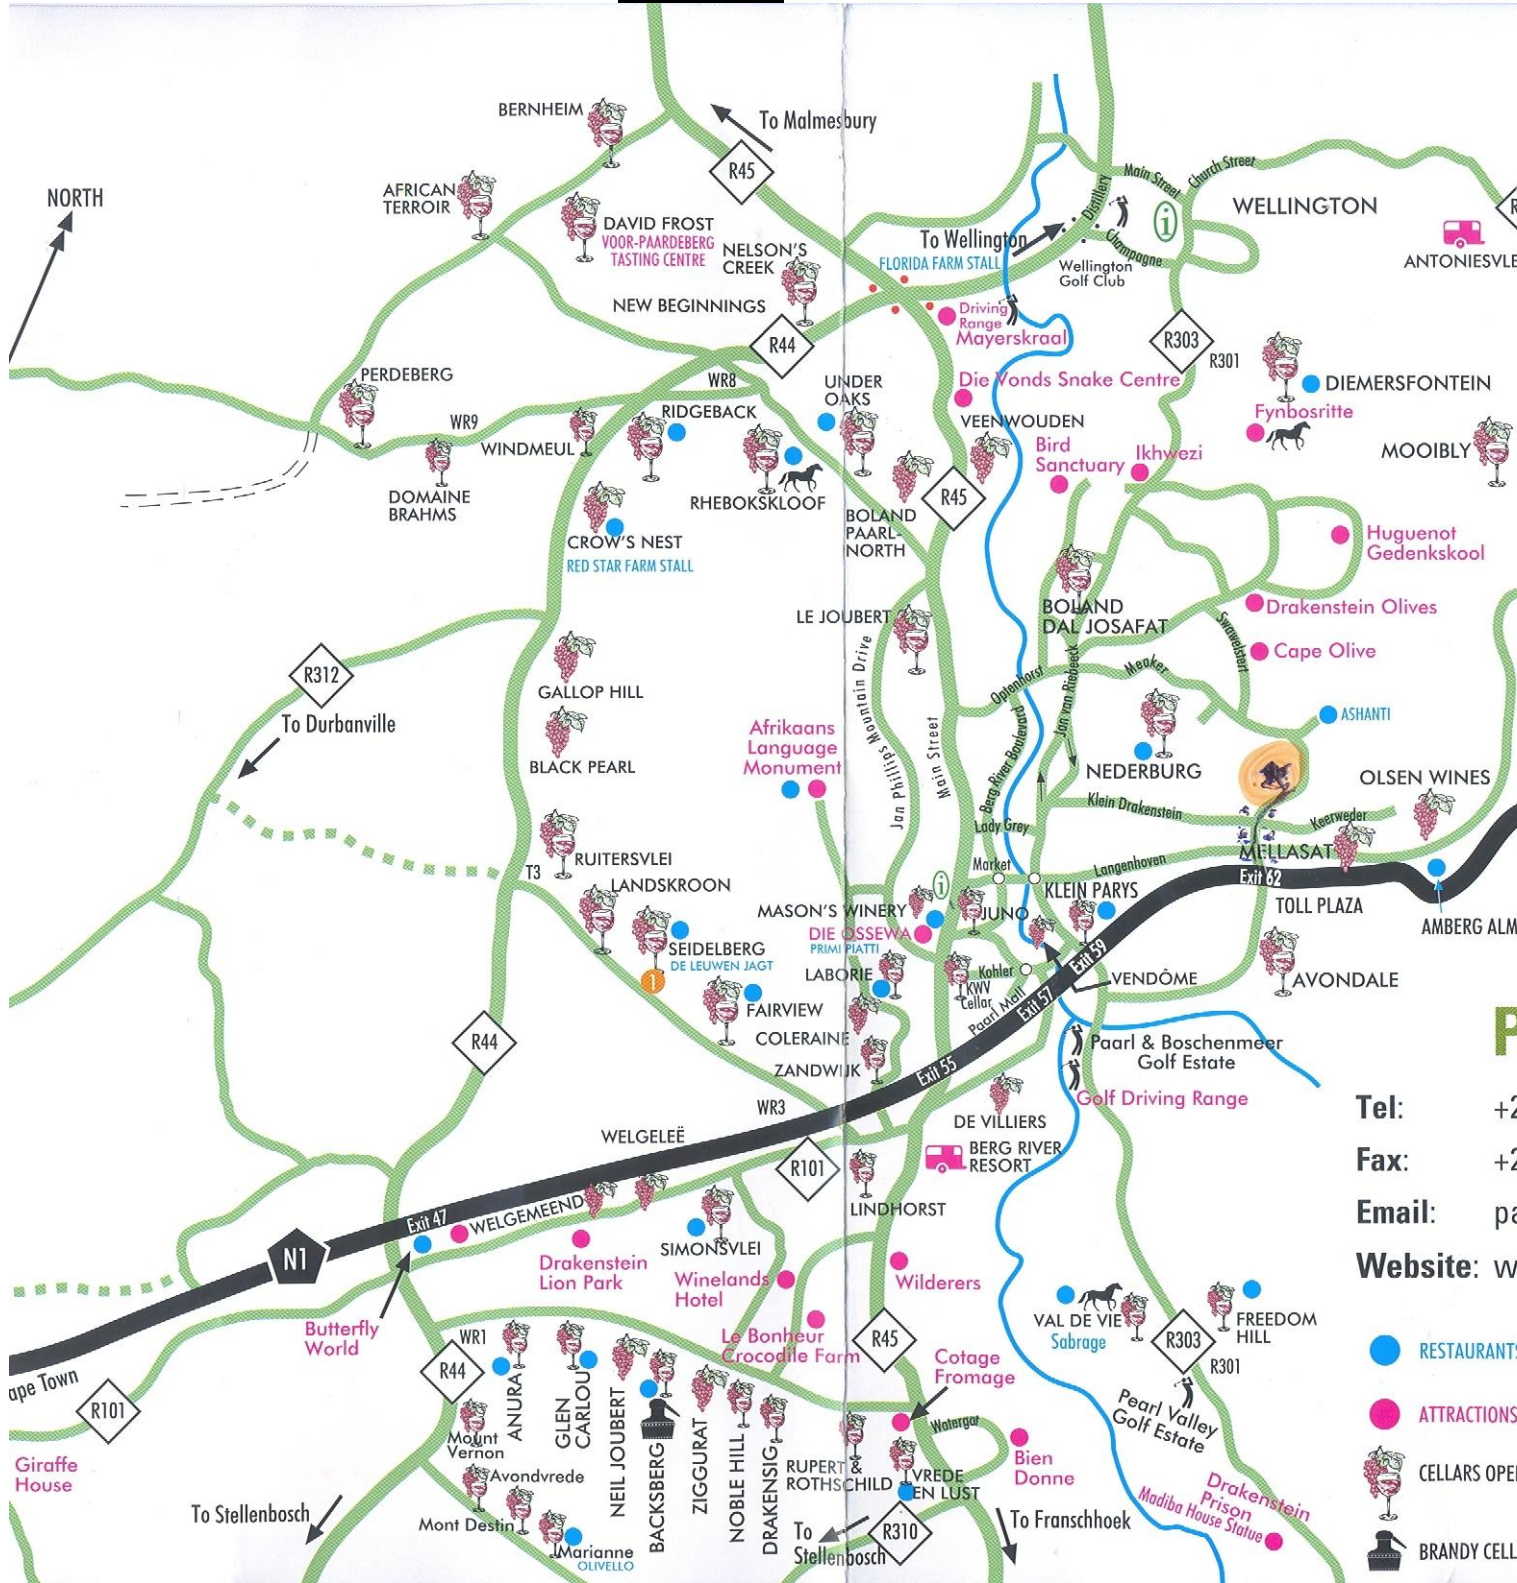 BERNHEIM
To Malmesbury
R45
NORTH
AFRICAN
TERROIR
DAVID FROST
VOOR-PAARDEBERG
TASTING CENTRE
NELSON'S
CREEK
NEW BEGINNINGS
R44
To Wellington
FLORIDA FARM STALL
Distillery
Main Street
Church Street
WELLINGTON
Champagne
Wellington
Golf Club
ANTONIESVLE
Driving
Range
Mayerskraal
R303
R301
DIEMERSFONTEIN
Fynbosritte
MOOIBLY
PERDEBERG
WR9
WR8
WINDMEUL
RIDGEBACK
UNDER
OAKS
Die Vonds Snake Centre
VEENWOUDEN
Bird
Sanctuary
Ikhwezi
DOMAINE
BRAHMS
RHEBOKSKLOOF
BOLAND
PAARL-
NORTH
R45
CROW'S NEST
RED STAR FARM STALL
Huguenot
Gedenkskool
BOLAND
DAL JOSAFAT
Drakenstein Olives
Swawelstert
Cape Olive
LE JOUBERT
Jan Phillips Mountain Drive
Main Street
Optenhorst
Meaker
Jan van Riebeeck
Berg River Boulevard
R312
To Durbanville
GALLOP HILL
BLACK PEARL
Afrikaans
Language
Monument
NEDERBURG
ASHANTI
OLSEN WINES
Klein Drakenstein
Keerweder
Lady Grey
MELLASAT
RUITERSVLEI
T3
LANDSKROON
Market
Langenhoven
KLEIN PARYS
Exit 62
TOLL PLAZA
AMBERG ALM
MASON'S WINERY
JUNO
DIE OSSEWA
PRIMI PIATTI
SEIDELBERG
DE LEUWEN JAGT
1
LABORIE
Kohler
KWV
Cellar
Paarl Mall
Exit 59
Exit 57
VENDÔME
AVONDALE
FAIRVIEW
COLERAINE
ZANDWIJK
R44
Exit 55
Paarl & Boschenmeer
Golf Estate
Golf Driving Range
P
Tel: +2
Fax: +2
Email: pa
Website: w
WR3
WELGELEË
DE VILLIERS
BERG RIVER
RESORT
R101
LINDHORST
Exit 47
WELGEMEEND
N1
SIMONSVLEI
Drakenstein
Lion Park
Winelands
Hotel
Wilderers
Butterfly
World
Le Bonheur
Crocodile Farm
R45
VAL DE VIE
Sabrage
FREEDOM
HILL
R303
R301
RESTAURANTS
ape Town
R101
WR1
R44
ANURA
GLEN
CARLOU
NEIL JOUBERT
BACKSBERG
ZIGGURAT
NOBLE HILL
DRAKENSIG
Cotage
Fromage
Watergat
Pearl Valley
Golf Estate
ATTRACTIONS
Giraffe
House
Mount
Vernon
Avondvrede
Mont Destin
Marianne
OLIVELLO
RUPERT &
ROTHSCHILD
VREDE
EN LUST
Bien
Donne
Drakenstein
Prison
Madiba House Statue
CELLARS OPE
To Stellenbosch
To
Stellenbosch
R310
To Franschhoek
BRANDY CELL